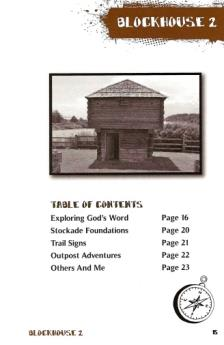 BLOCKHOUSE 2
TABLE OF CONTENTS
Exploring God's Word Page 16
Stockade Foundations Page 20
Trail Signs Page 21
Outpost Adventures Page 22
Others And Me Page 23
BLOCKHOUSE 2 15